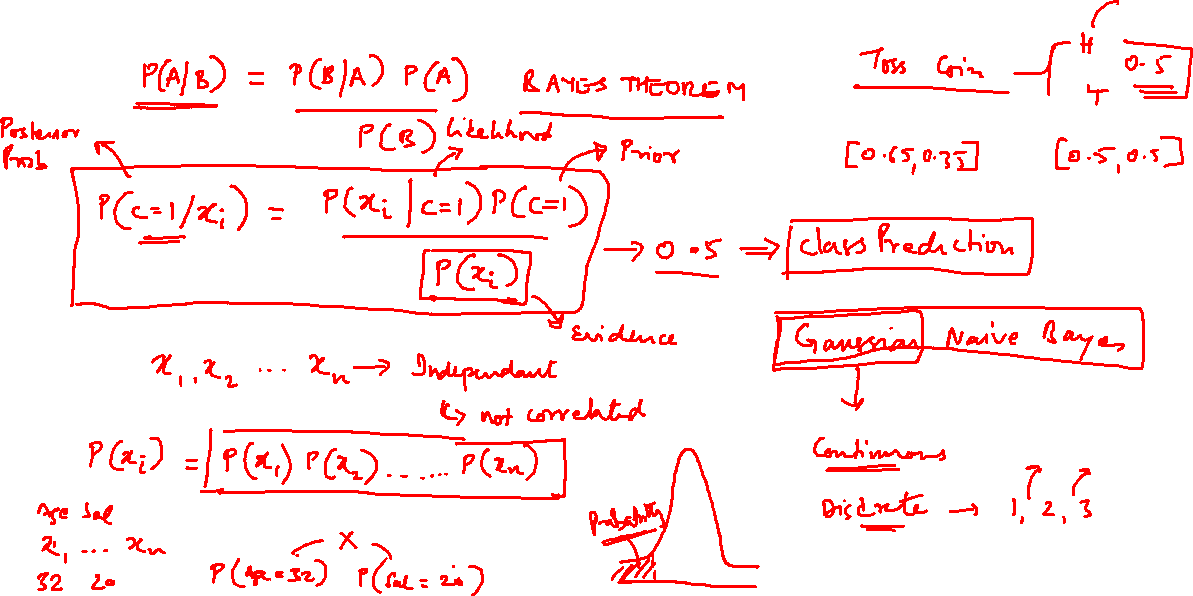 P(A/B) = P(B/A) P(A)
P(B)
BAYES THEOREM
Toss Coin
H 0.5
T
[0.65, 0.35]
[0.5, 0.5]
Posterior
Prob
Likelihood
Prior
P(c=1/xi) = P(xi | c=1) P(c=1)
P(xi)
→ 0.5 ⇒ Class Prediction
Evidence
Gaussian Naive Bayes
x1, x2 ... xn → Independant
↳ not correlated
P(xi) = P(x1) P(x2) ....... P(xn)
Continuous
Discrete → 1, 2, 3
Age Sal
x1, ... xn
32 20
X
P(Age=32) P(Sal = 20)
Probability